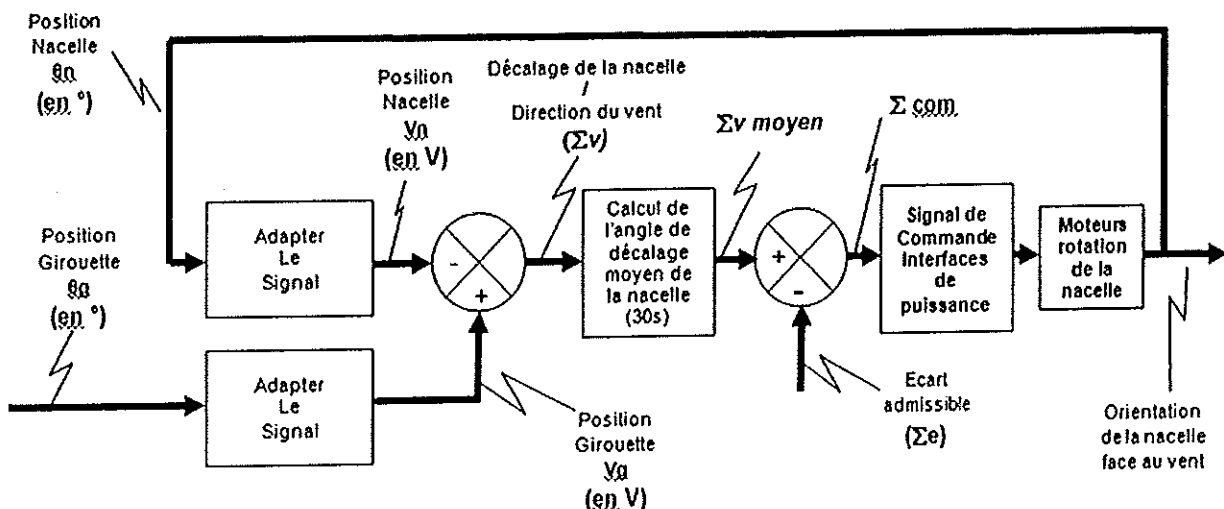 Position
Nacelle
θn
(en °)
Position
Girouette
θg
(en °)
Adapter
Le
Signal
Adapter
Le
Signal
Position
Nacelle
Vn
(en V)
-
+
Décalage de la nacelle
/
Direction du vent
(Σv)
Position
Girouette
Vg
(en V)
Calcul de
l'angle de
décalage
moyen de
la nacelle
(30s)
Σv moyen
+
-
Ecart
admissible
(Σe)
Σ com
Signal de
Commande
Interfaces
de
puissance
Moteurs
rotation
de la
nacelle
Orientation
de la nacelle
face au vent